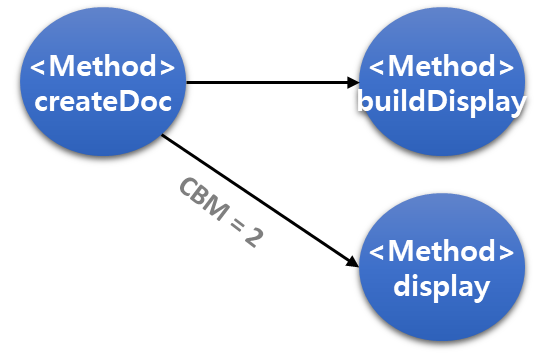 <Method>
createDoc
<Method>
buildDisplay
CBM = 2
<Method>
display